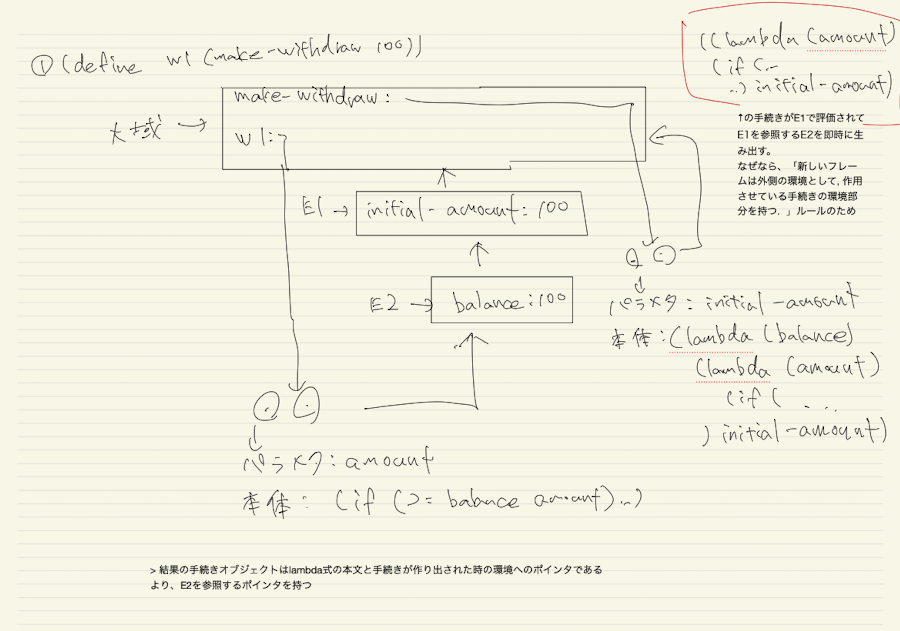 ① (define W1 (make-withdraw 100))
((lambda (amount)
(if (..
..) initial-amount)
↑の手続きがE1で評価されて
E1を参照するE2を即時に生
み出す。
なぜなら、「新しいフレー
ムは外側の環境として, 作用
させている手続きの環境部
分を持つ. 」ルールのため
大域 →
make-withdraw :
W1 :
E1 → initial-amount : 100
E2 → balance : 100
パラメタ : initial-amount
本体 : (lambda (balance)
(lambda (amount)
(if ( ....
) initial-amount)
パラメタ : amount
本体 : (if (>= balance amount) ..)
> 結果の手続きオブジェクトはlambda式の本文と手続きが作り出された時の環境へのポインタである
より、E2を参照するポインタを持つ